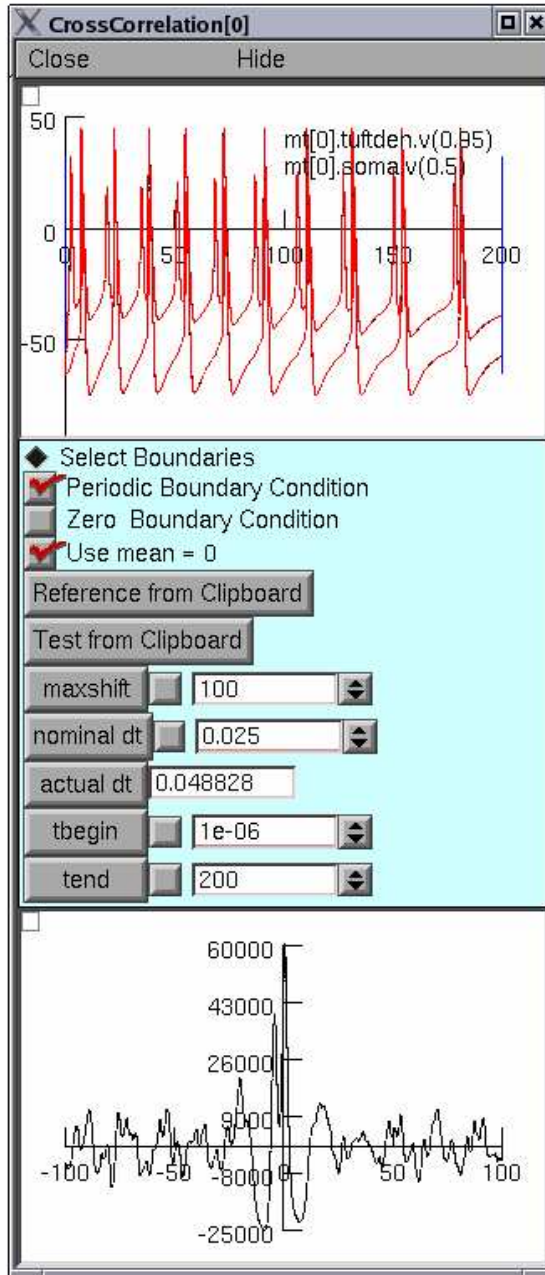 CrossCorrelation[0]
Close Hide
50
mt[0].tuftden.v(0.95)
mt[0].soma.v(0.5)
0
0 50 100 150 200
-50
Select Boundaries
Periodic Boundary Condition
Zero Boundary Condition
Use mean = 0
Reference from Clipboard
Test from Clipboard
maxshift 100
nominal dt 0.025
actual dt 0.048828
tbegin 1e-06
tend 200
60000
43000
26000
9000
-100 -50 0 50 100
-8000
-25000